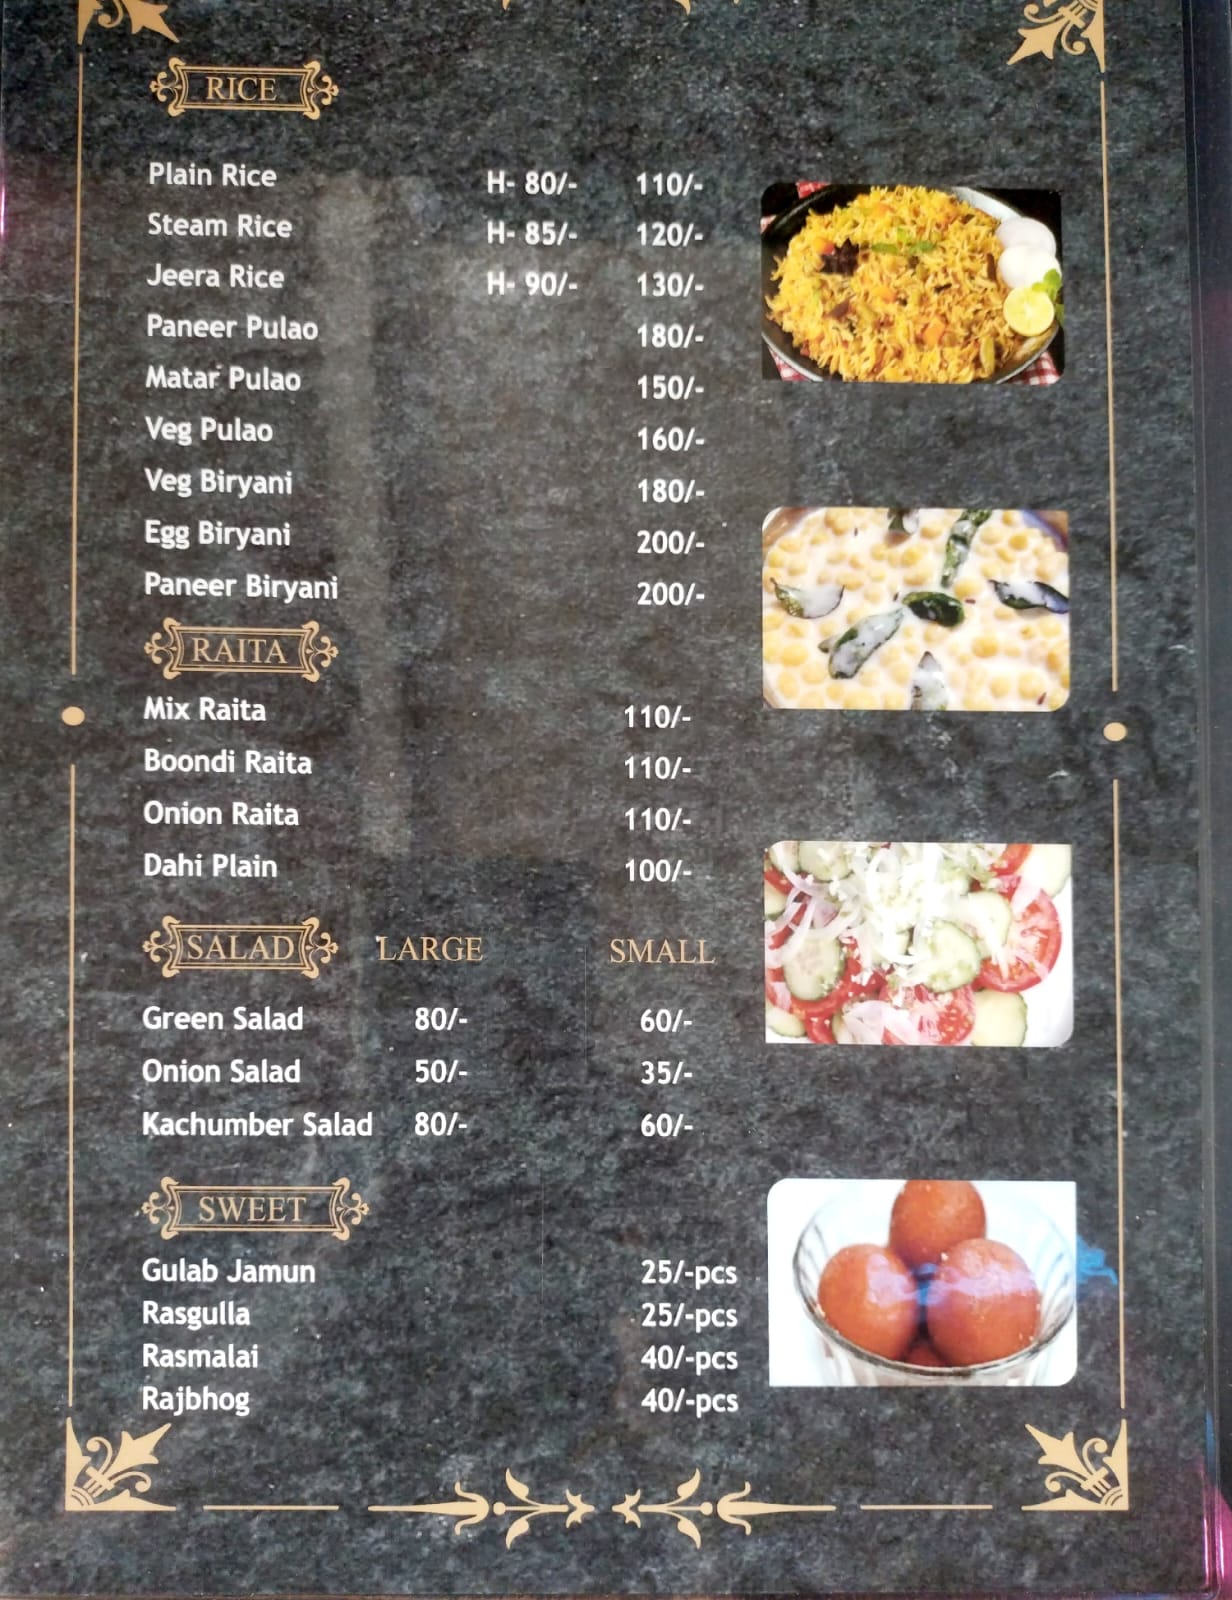 RICE
Plain Rice H- 80/- 110/-
Steam Rice H- 85/- 120/-
Jeera Rice H- 90/- 130/-
Paneer Pulao 180/-
Matar Pulao 150/-
Veg Pulao 160/-
Veg Biryani 180/-
Egg Biryani 200/-
Paneer Biryani 200/-
RAITA
Mix Raita 110/-
Boondi Raita 110/-
Onion Raita 110/-
Dahi Plain 100/-
SALAD LARGE SMALL
Green Salad 80/- 60/-
Onion Salad 50/- 35/-
Kachumber Salad 80/- 60/-
SWEET
Gulab Jamun 25/-pcs
Rasgulla 25/-pcs
Rasmalai 40/-pcs
Rajbhog 40/-pcs